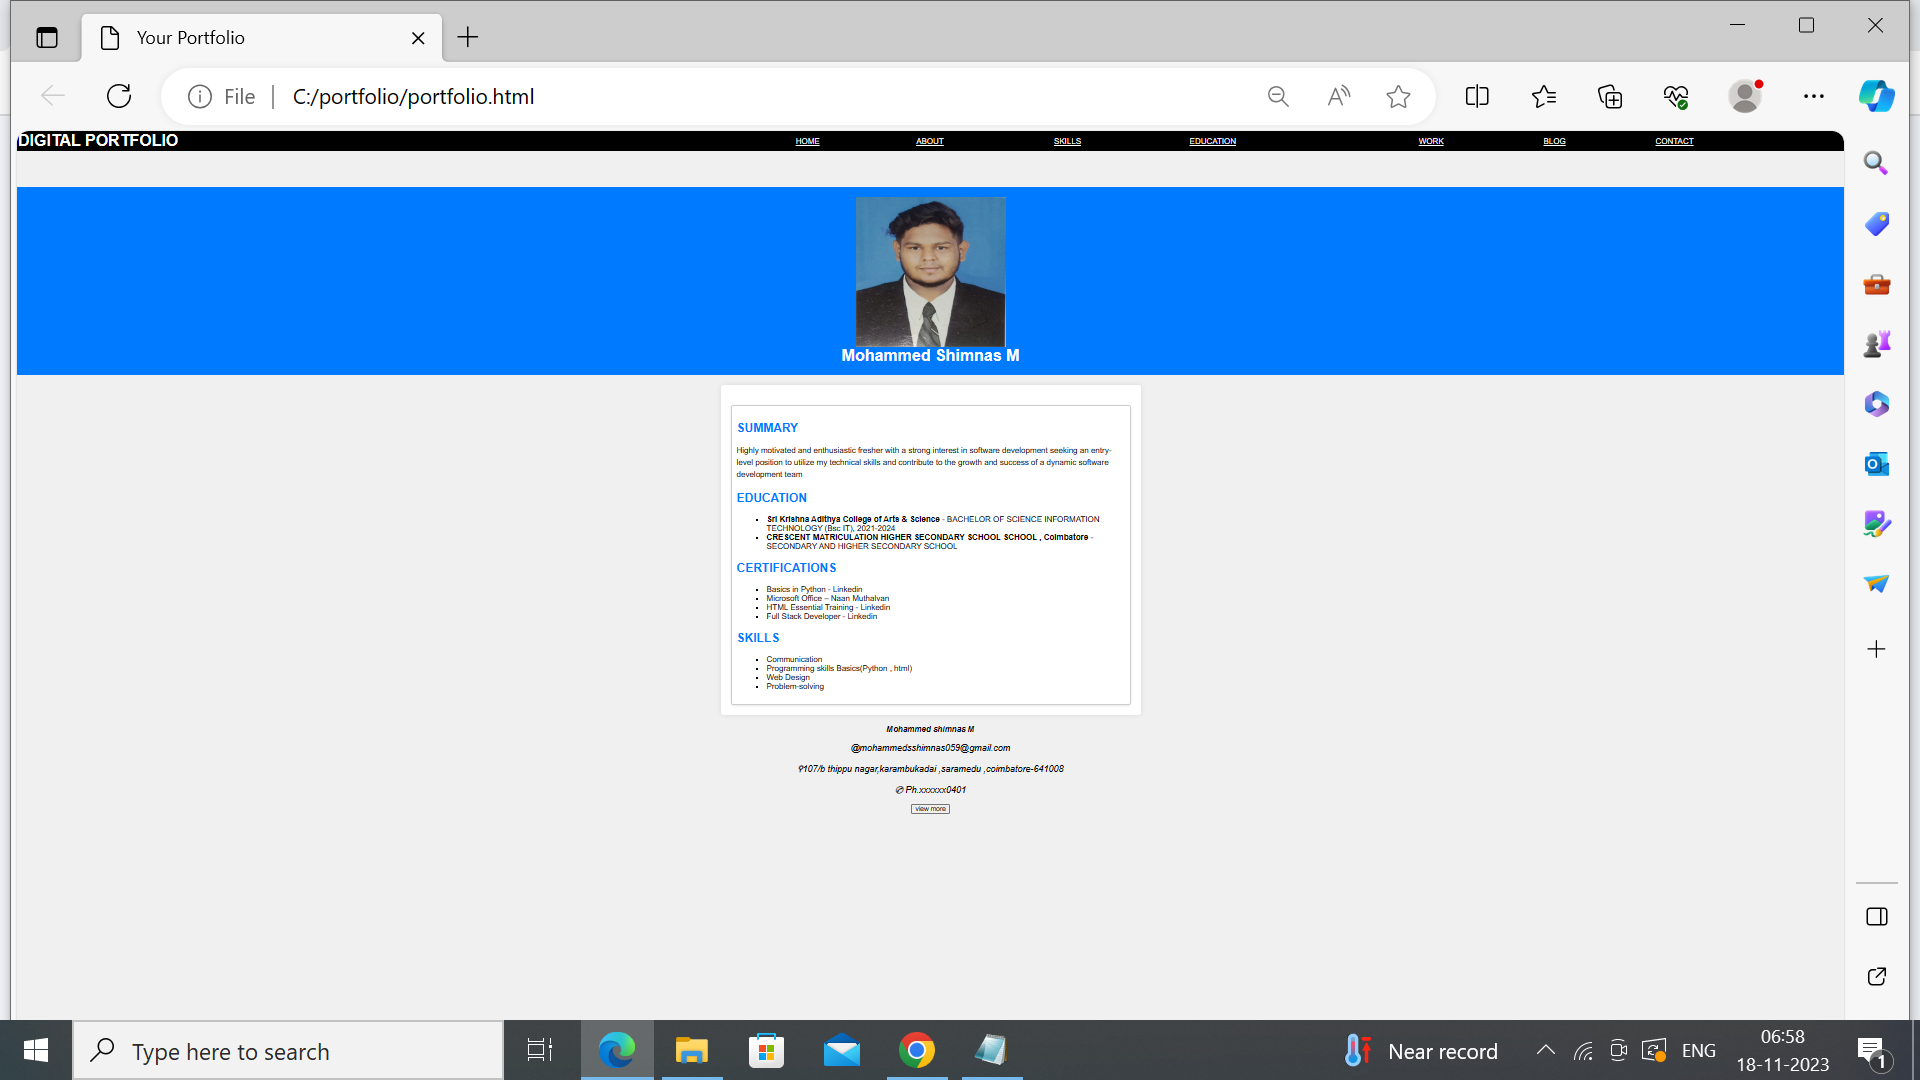 Your Portfolio
File
C:/portfolio/portfolio.html
DIGITAL PORTFOLIO HOME ABOUT SKILLS EDUCATION WORK BLOG CONTACT
Mohammed Shimnas M
SUMMARY
Highly motivated and enthusiastic fresher with a strong interest in software development seeking an entry-
level position to utilize my technical skills and contribute to the growth and success of a dynamic software
development team
EDUCATION
Sri Krishna Adithya College of Arts & Science - BACHELOR OF SCIENCE INFORMATION
TECHNOLOGY (Bsc IT), 2021-2024
CRESCENT MATRICULATION HIGHER SECONDARY SCHOOL SCHOOL , Coimbatore -
SECONDARY AND HIGHER SECONDARY SCHOOL
CERTIFICATIONS
Basics in Python - Linkedin
Microsoft Office – Naan Muthalvan
HTML Essential Training - Linkedin
Full Stack Developer - Linkedin
SKILLS
Communication
Programming skills Basics(Python , html)
Web Design
Problem-solving
Mohammed shimnas M
@mohammedsshimnas059@gmail.com
107/b thippu nagar,karambukadai ,saramedu ,coimbatore-641008
✆ Ph.xxxxxx0401
view more
Type here to search
Near record
ENG
06:58
18-11-2023
1